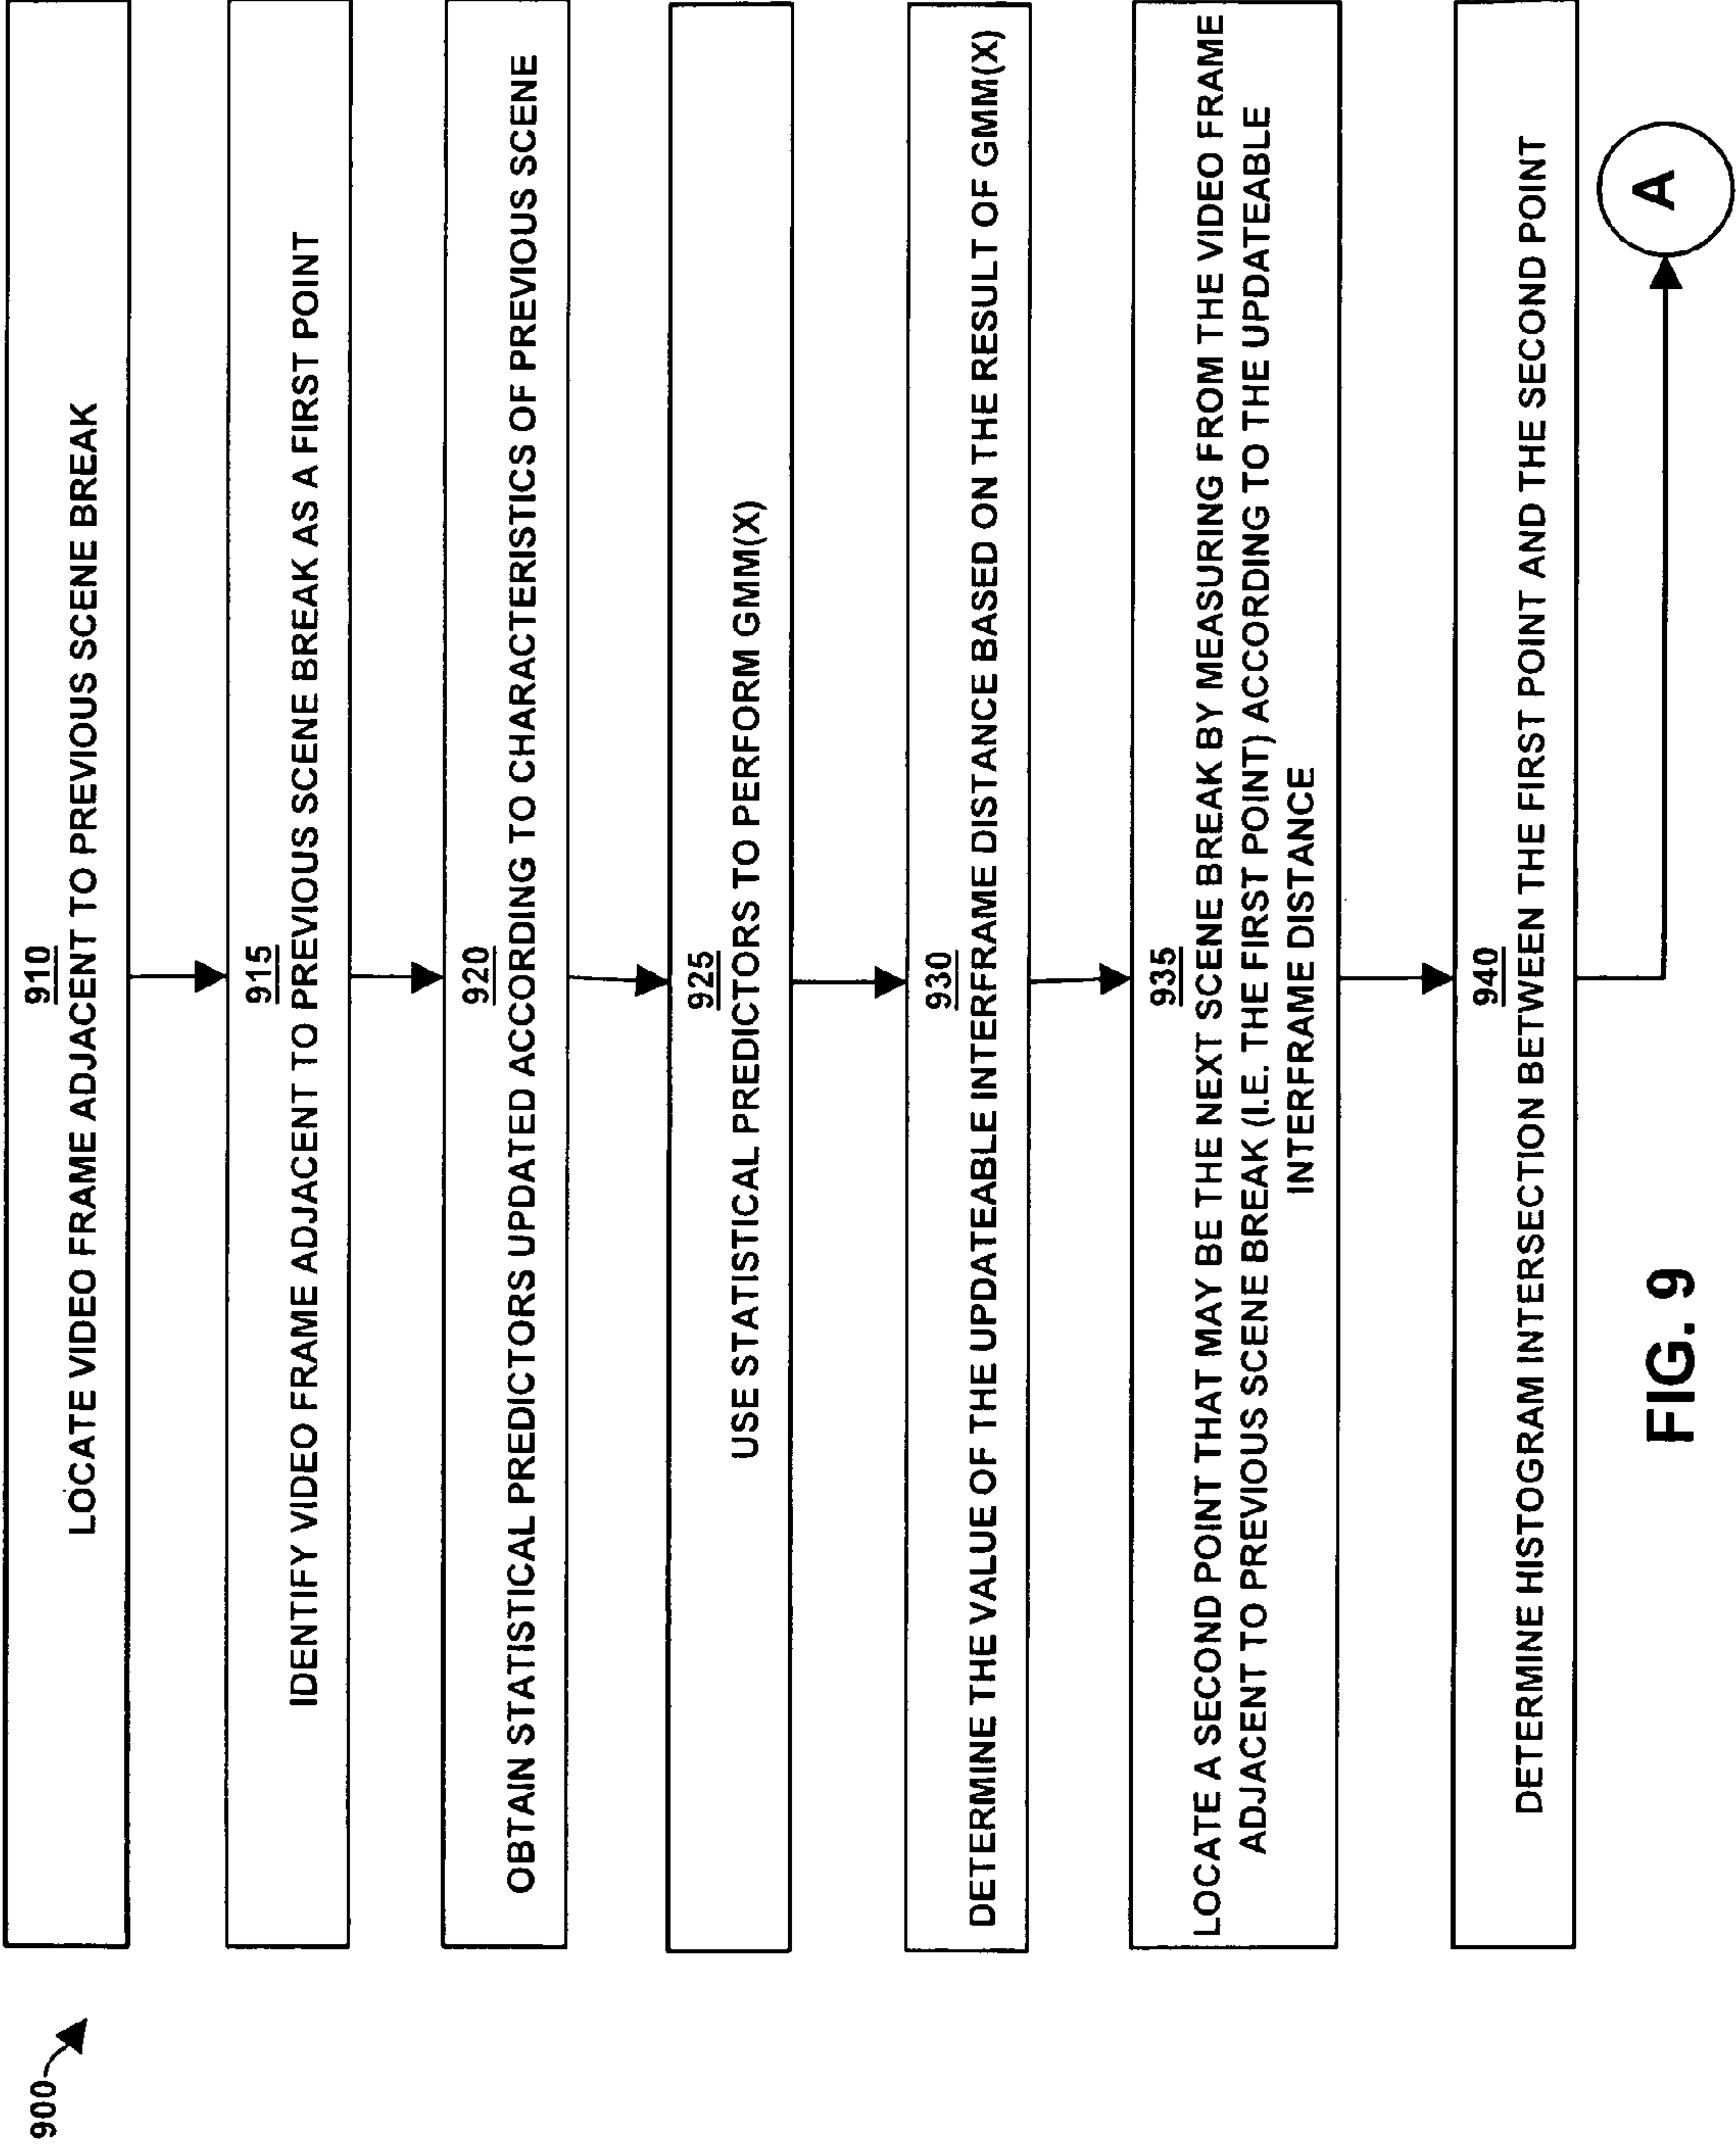 900
910
LOCATE VIDEO FRAME ADJACENT TO PREVIOUS SCENE BREAK
915
IDENTIFY VIDEO FRAME ADJACENT TO PREVIOUS SCENE BREAK AS A FIRST POINT
920
OBTAIN STATISTICAL PREDICTORS UPDATED ACCORDING TO CHARACTERISTICS OF PREVIOUS SCENE
925
USE STATISTICAL PREDICTORS TO PERFORM GMM(X)
930
DETERMINE THE VALUE OF THE UPDATEABLE INTERFRAME DISTANCE BASED ON THE RESULT OF GMM(X)
935
LOCATE A SECOND POINT THAT MAY BE THE NEXT SCENE BREAK BY MEASURING FROM THE VIDEO FRAME
ADJACENT TO PREVIOUS SCENE BREAK (I.E. THE FIRST POINT) ACCORDING TO THE UPDATEABLE
INTERFRAME DISTANCE
940
DETERMINE HISTOGRAM INTERSECTION BETWEEN THE FIRST POINT AND THE SECOND POINT
A
FIG. 9